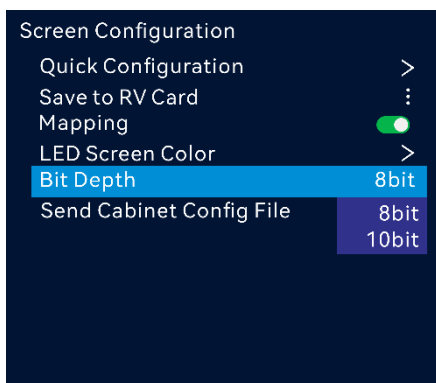 Screen Configuration
Quick Configuration >
Save to RV Card
Mapping
LED Screen Color >
Bit Depth 8bit
Send Cabinet Config File 8bit
10bit